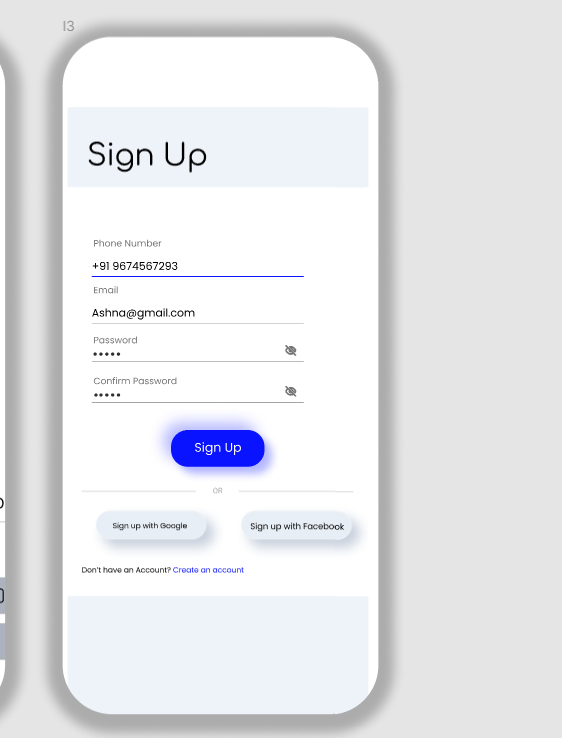 I3
Sign Up
Phone Number
+91 9674567293
Email
Ashna@gmail.com
Password
•••••
Confirm Password
•••••
Sign Up
OR
Sign up with Google
Sign up with Facebook
Don't have an Account? Create an account